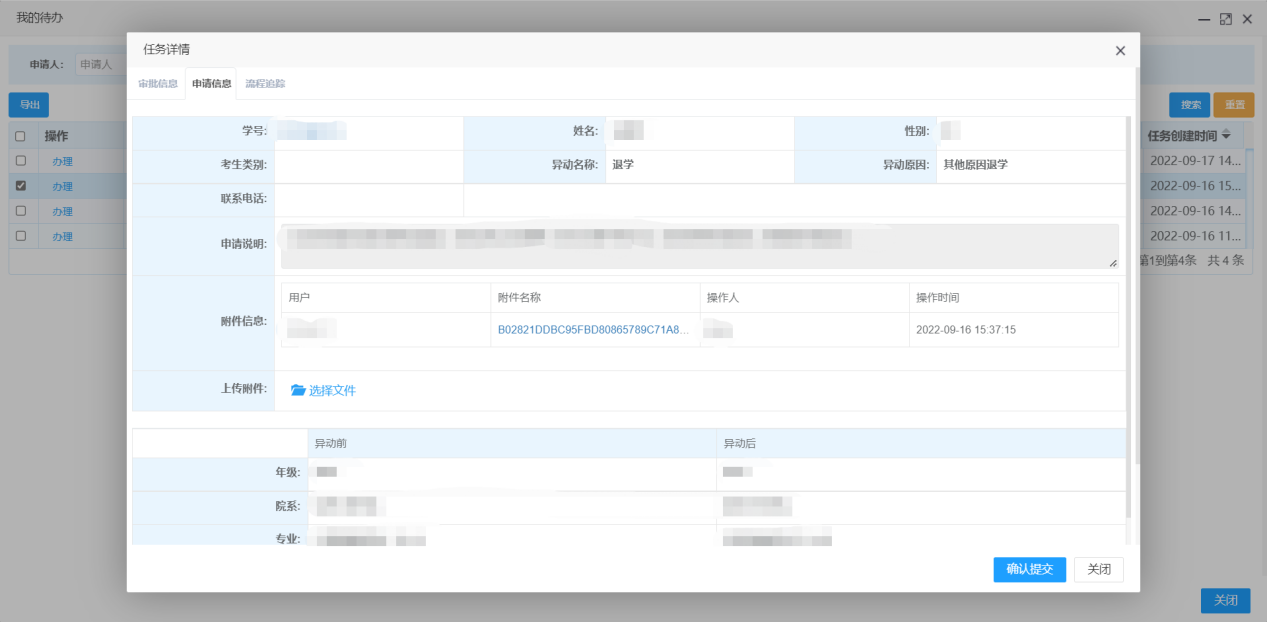 我的待办
申请人: 申请人
导出
搜索 重置
操作 任务创建时间
办理 2022-09-17 14...
办理 2022-09-16 15...
办理 2022-09-16 14...
办理 2022-09-16 11...
第1到第4条 共 4 条
任务详情
审批信息 申请信息 流程追踪
学号: 姓名: 性别:
考生类别: 异动名称: 退学 异动原因: 其他原因退学
联系电话:
申请说明:
附件信息:
用户 附件名称 操作人 操作时间
B02821DDBC95FBD80865789C71A8... 2022-09-16 15:37:15
上传附件: 选择文件
异动前 异动后
年级:
院系:
专业:
确认提交 关闭
关闭